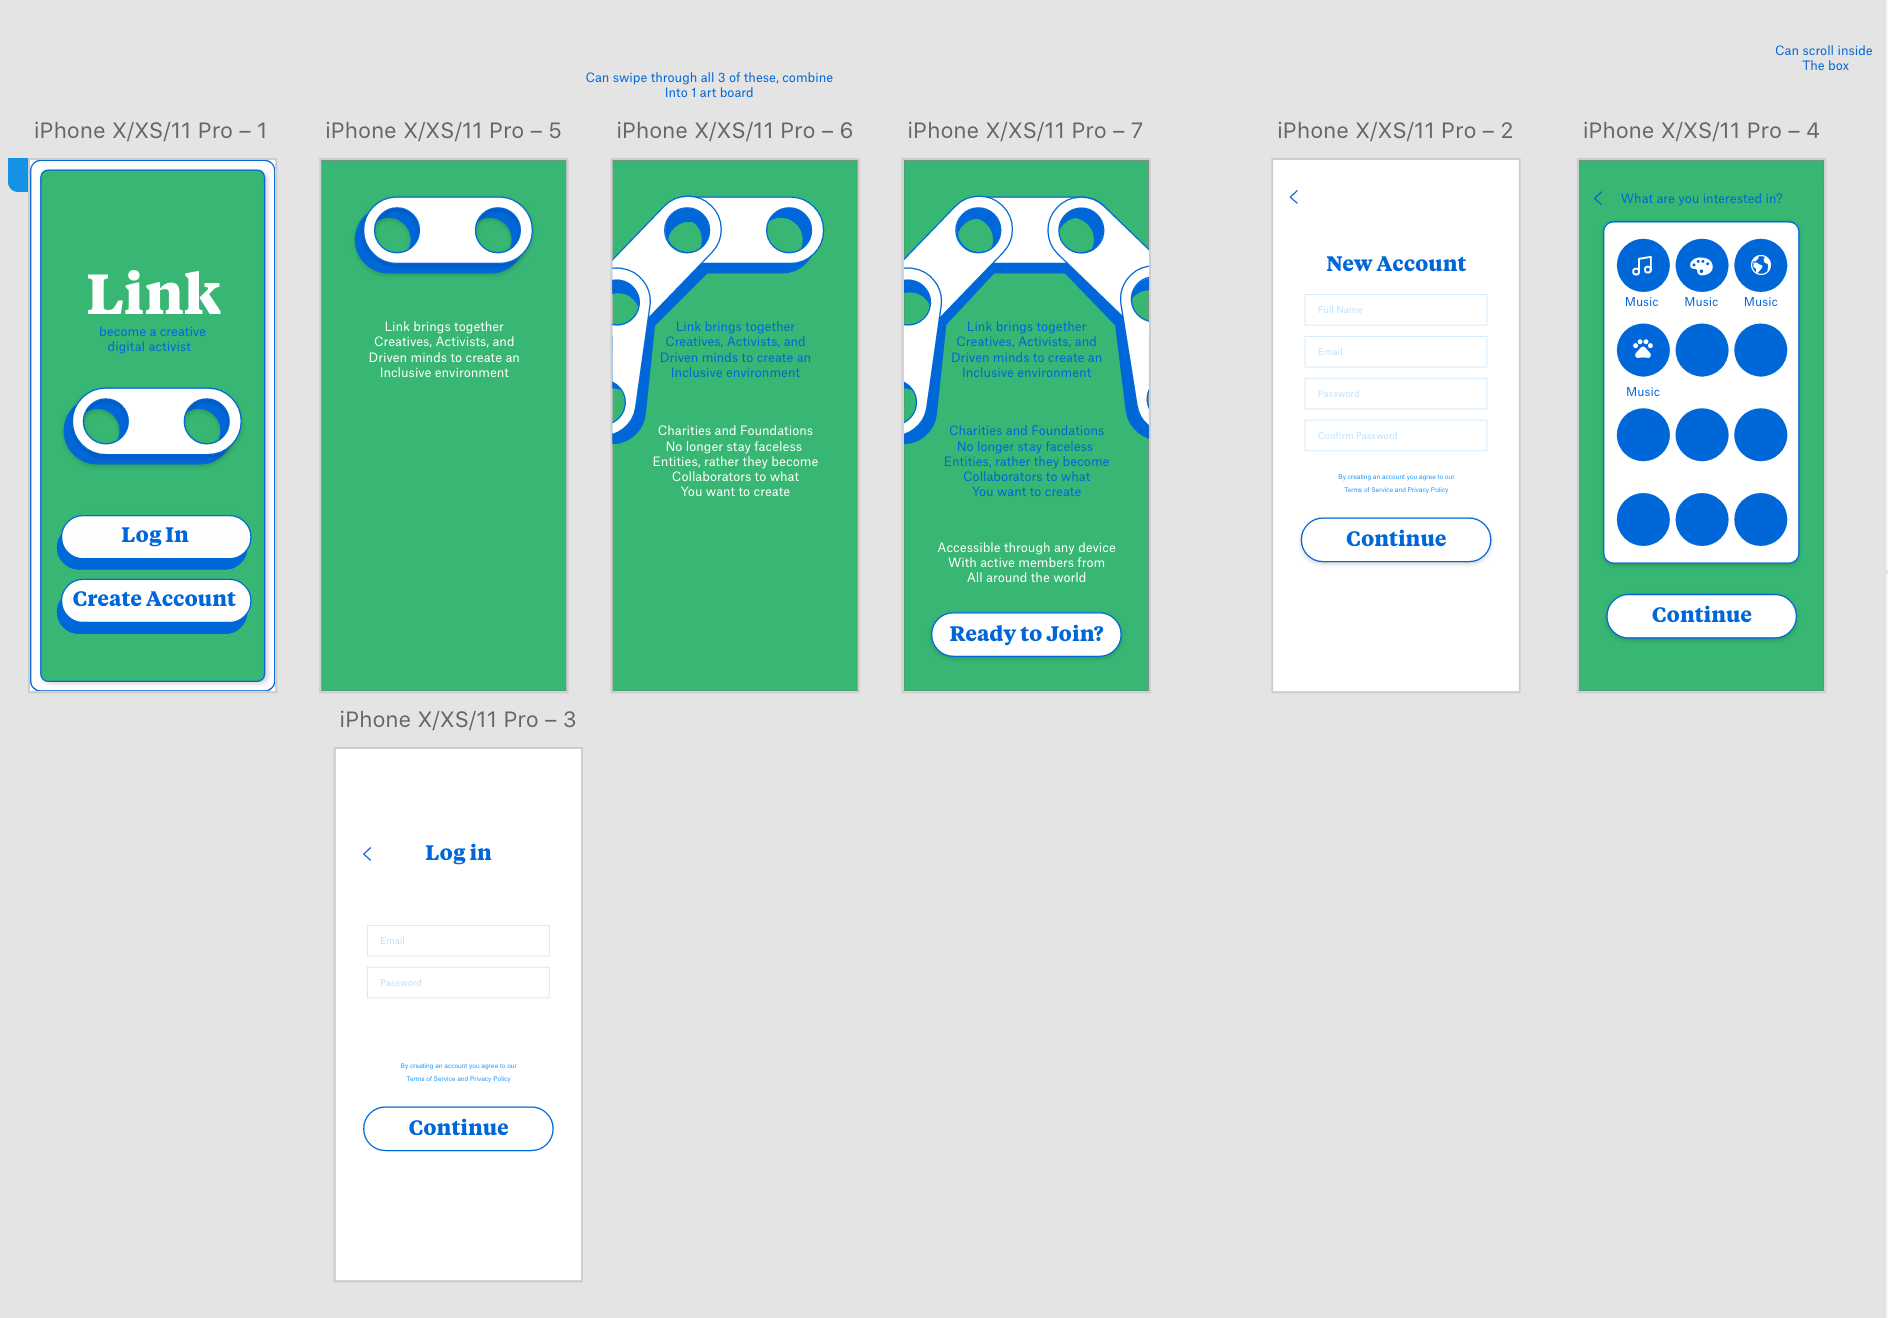 Can scroll inside
The box
Can swipe through all 3 of these, combine
Into 1 art board
iPhone X/XS/11 Pro – 1
iPhone X/XS/11 Pro – 5
iPhone X/XS/11 Pro – 6
iPhone X/XS/11 Pro – 7
iPhone X/XS/11 Pro – 2
iPhone X/XS/11 Pro – 4
Link
become a creative
digital activist
Log In
Create Account
Link brings together
Creatives, Activists, and
Driven minds to create an
Inclusive environment
Link brings together
Creatives, Activists, and
Driven minds to create an
Inclusive environment
Charities and Foundations
No longer stay faceless
Entities, rather they become
Collaborators to what
You want to create
Link brings together
Creatives, Activists, and
Driven minds to create an
Inclusive environment
Charities and Foundations
No longer stay faceless
Entities, rather they become
Collaborators to what
You want to create
Accessible through any device
With active members from
All around the world
Ready to Join?
New Account
Full Name
Email
Password
Confirm Password
By creating an account you agree to our
Terms of Service and Privacy Policy
Continue
What are you interested in?
Music Music Music
Music
Continue
iPhone X/XS/11 Pro – 3
Log in
Email
Password
By creating an account you agree to our
Terms of Service and Privacy Policy
Continue